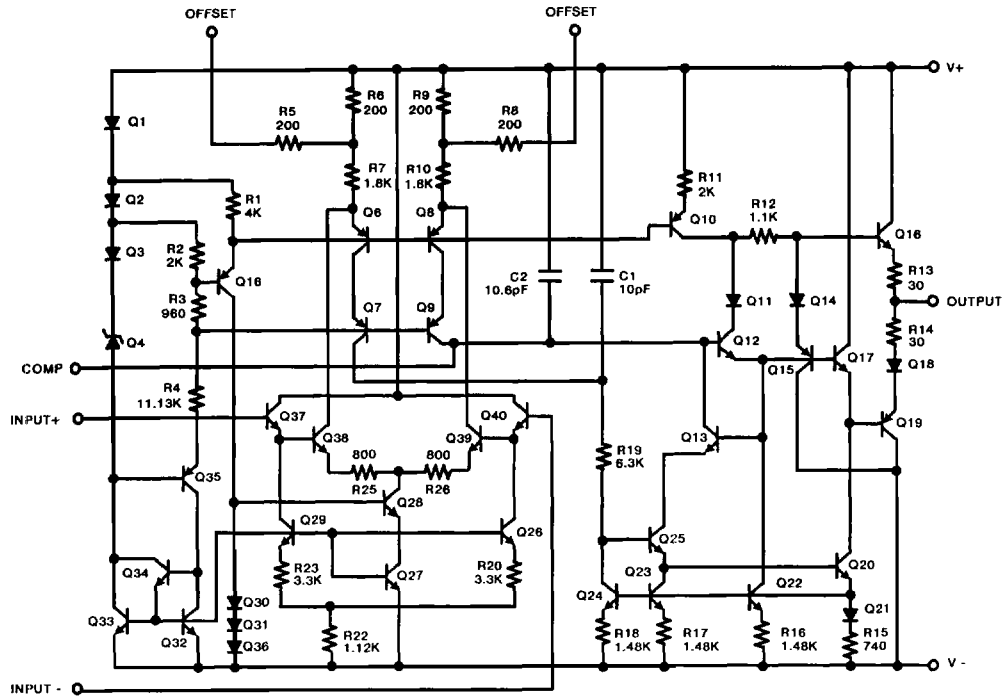 OFFSET
OFFSET
V+
R6
200
R9
200
R5
200
R8
200
Q1
R7
1.8K
R10
1.8K
R11
2K
Q2
R1
4K
Q6
Q8
Q10
R12
1.1K
Q16
Q3
R2
2K
Q16
C2
10.6pF
C1
10pF
R13
30
R3
960
Q11
Q14
OUTPUT
Q4
Q7
Q9
Q12
R14
30
COMP
Q15
Q17
Q18
R4
11.13K
INPUT+
Q37
Q40
Q38
Q39
Q13
Q19
800
R25
800
R26
R19
6.3K
Q35
Q28
Q29
Q26
Q25
Q34
R23
3.3K
Q27
R20
3.3K
Q23
Q20
Q24
Q22
Q33
Q32
Q30
Q31
Q36
R22
1.12K
R18
1.48K
R17
1.48K
R16
1.48K
Q21
R15
740
V -
INPUT -